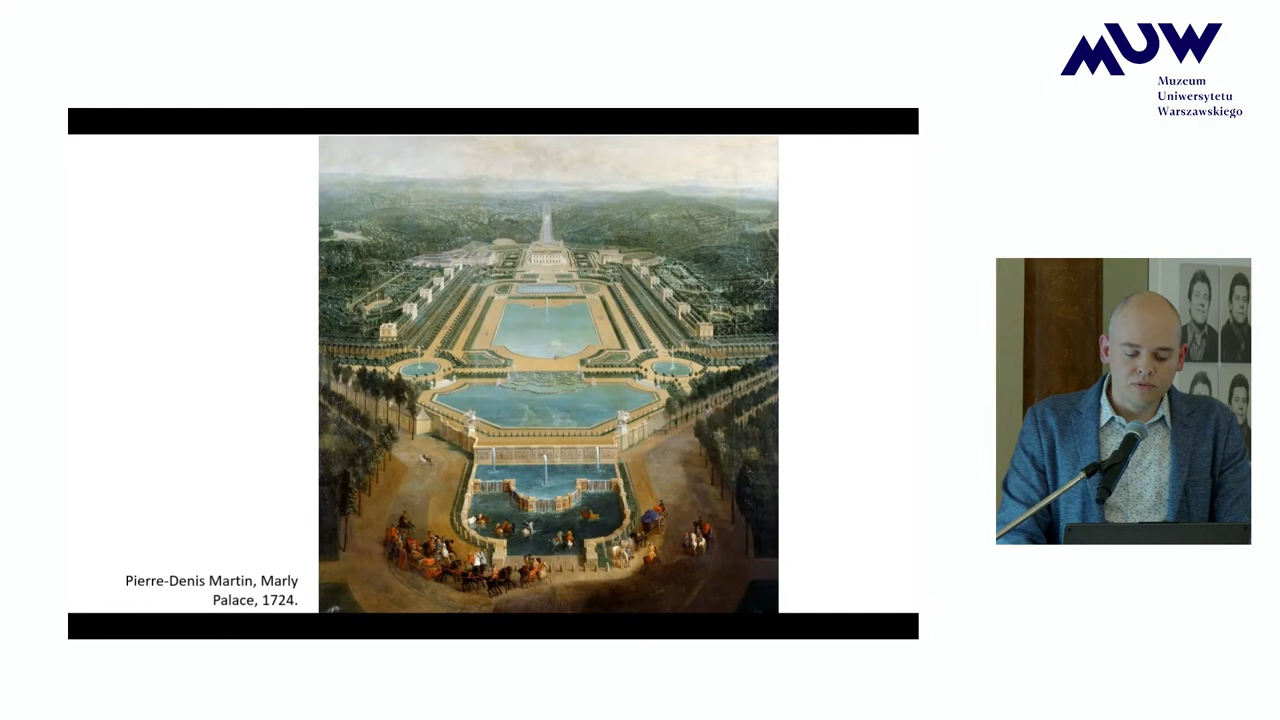 MUW
Muzeum
Uniwersytetu
Warszawskiego
Pierre-Denis Martin, Marly
Palace, 1724.